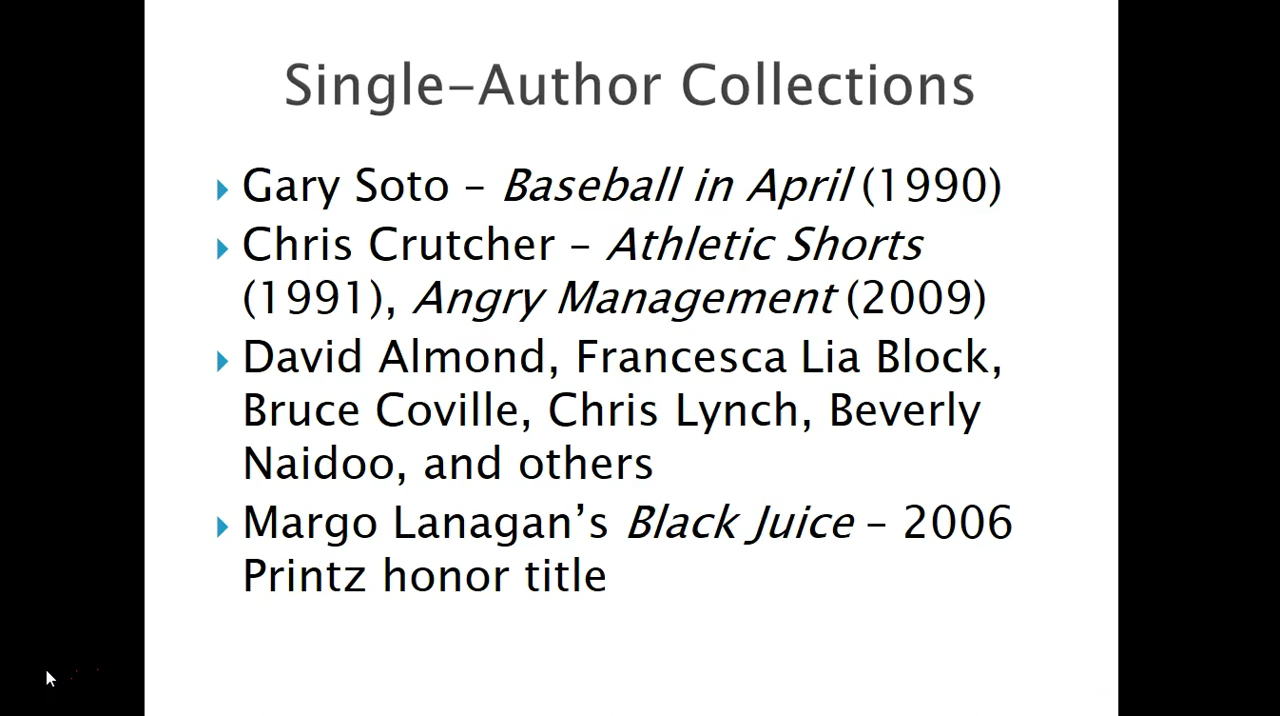 Single-Author Collections
Gary Soto – Baseball in April (1990)
Chris Crutcher – Athletic Shorts
(1991), Angry Management (2009)
David Almond, Francesca Lia Block,
Bruce Coville, Chris Lynch, Beverly
Naidoo, and others
Margo Lanagan’s Black Juice – 2006
Printz honor title